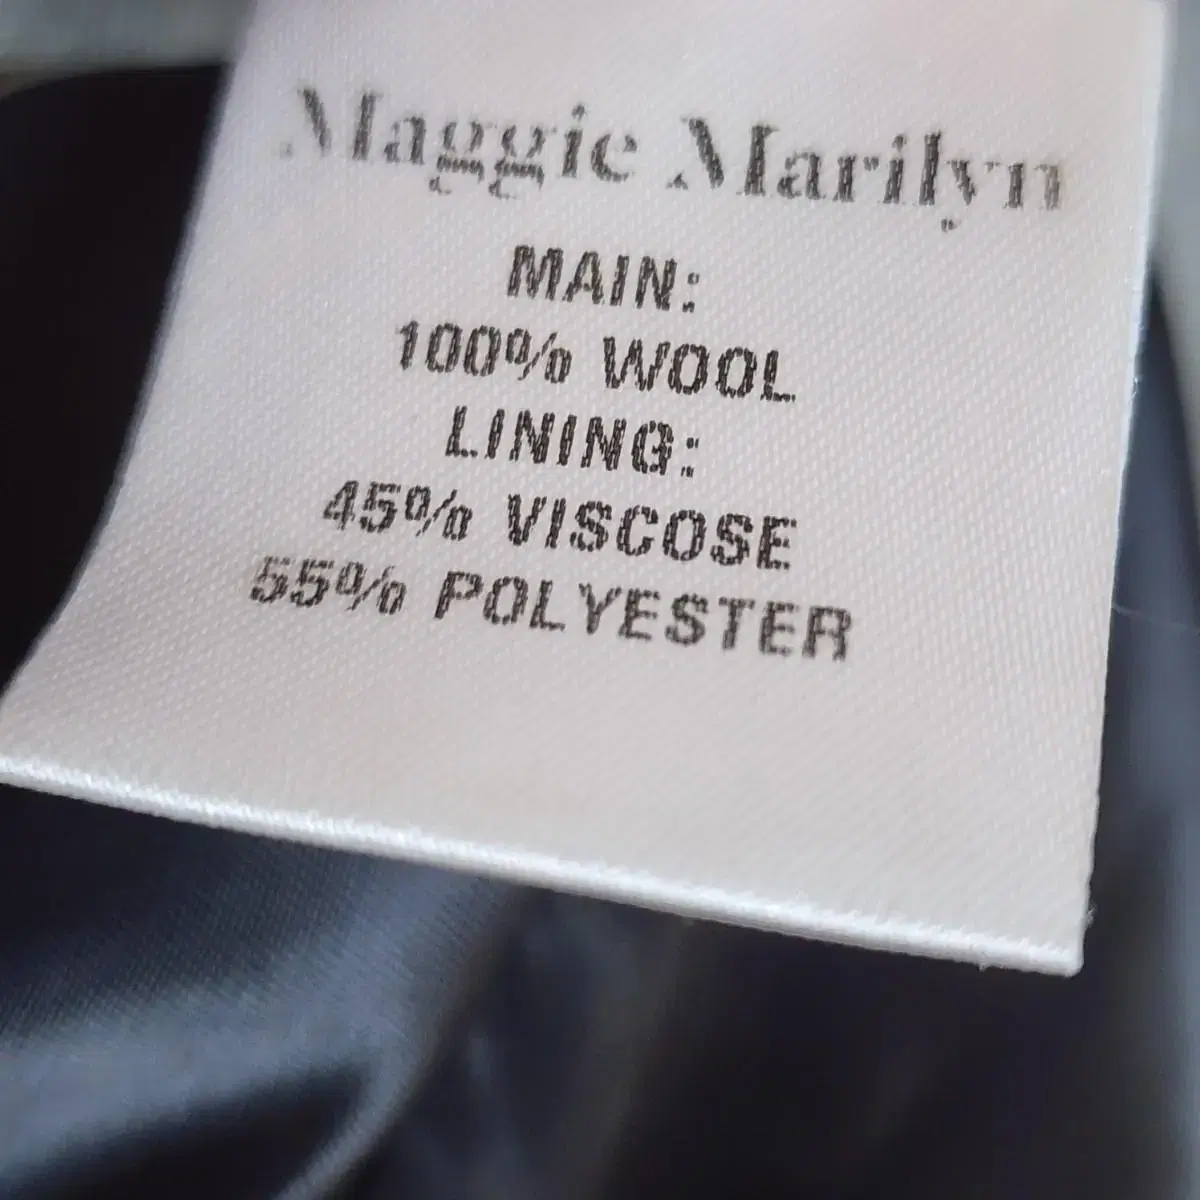 Maggie Marilyn
MAIN:
100% WOOL
LINING:
45% VISCOSE
55% POLYESTER